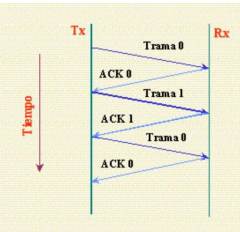 Tx
Rx
Trama 0
ACK 0
Trama 1
ACK 1
Trama 0
ACK 0
Tiempo